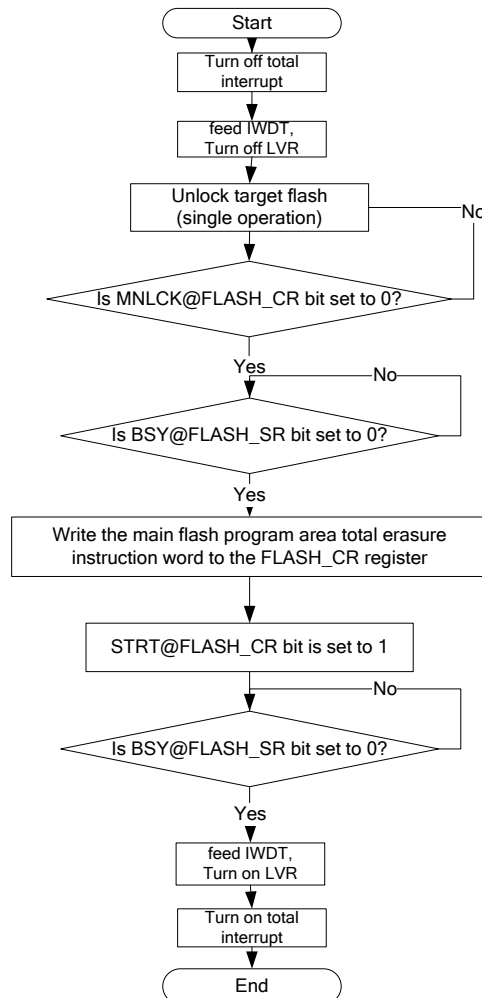 Start
Turn off total
interrupt
feed IWDT,
Turn off LVR
Unlock target flash
(single operation)
No
Is MNLCK@FLASH_CR bit set to 0?
Yes
No
Is BSY@FLASH_SR bit set to 0?
Yes
Write the main flash program area total erasure
instruction word to the FLASH_CR register
STRT@FLASH_CR bit is set to 1
No
Is BSY@FLASH_SR bit set to 0?
Yes
feed IWDT,
Turn on LVR
Turn on total
interrupt
End